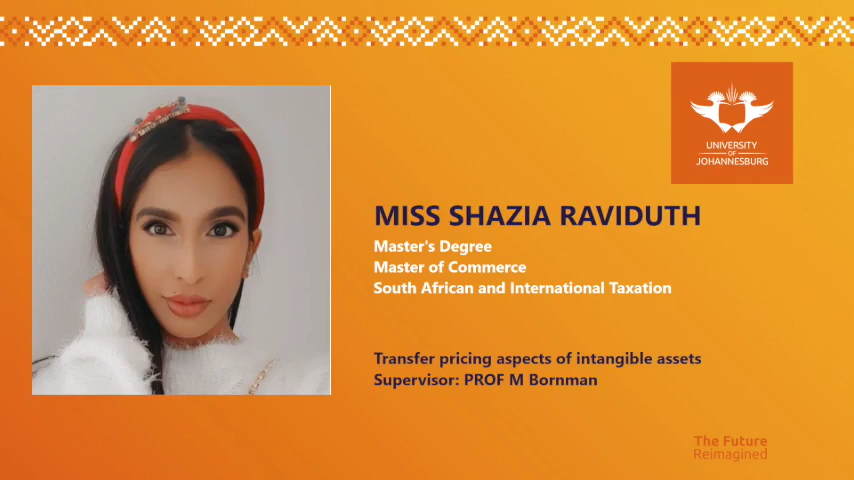 UNIVERSITY
OF
JOHANNESBURG
MISS SHAZIA RAVIDUTH
Master's Degree
Master of Commerce
South African and International Taxation
Transfer pricing aspects of intangible assets
Supervisor: PROF M Bornman
The Future
Reimagined